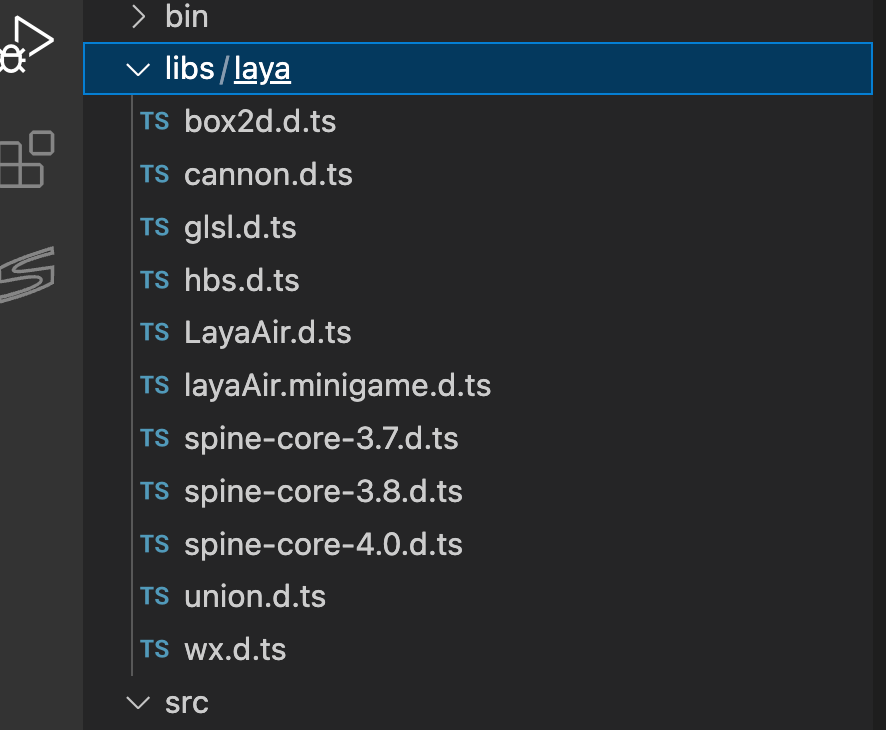 bin
libs/laya
TS box2d.d.ts
TS cannon.d.ts
TS glsl.d.ts
TS hbs.d.ts
TS LayaAir.d.ts
TS layaAir.minigame.d.ts
TS spine-core-3.7.d.ts
TS spine-core-3.8.d.ts
TS spine-core-4.0.d.ts
TS union.d.ts
TS wx.d.ts
src